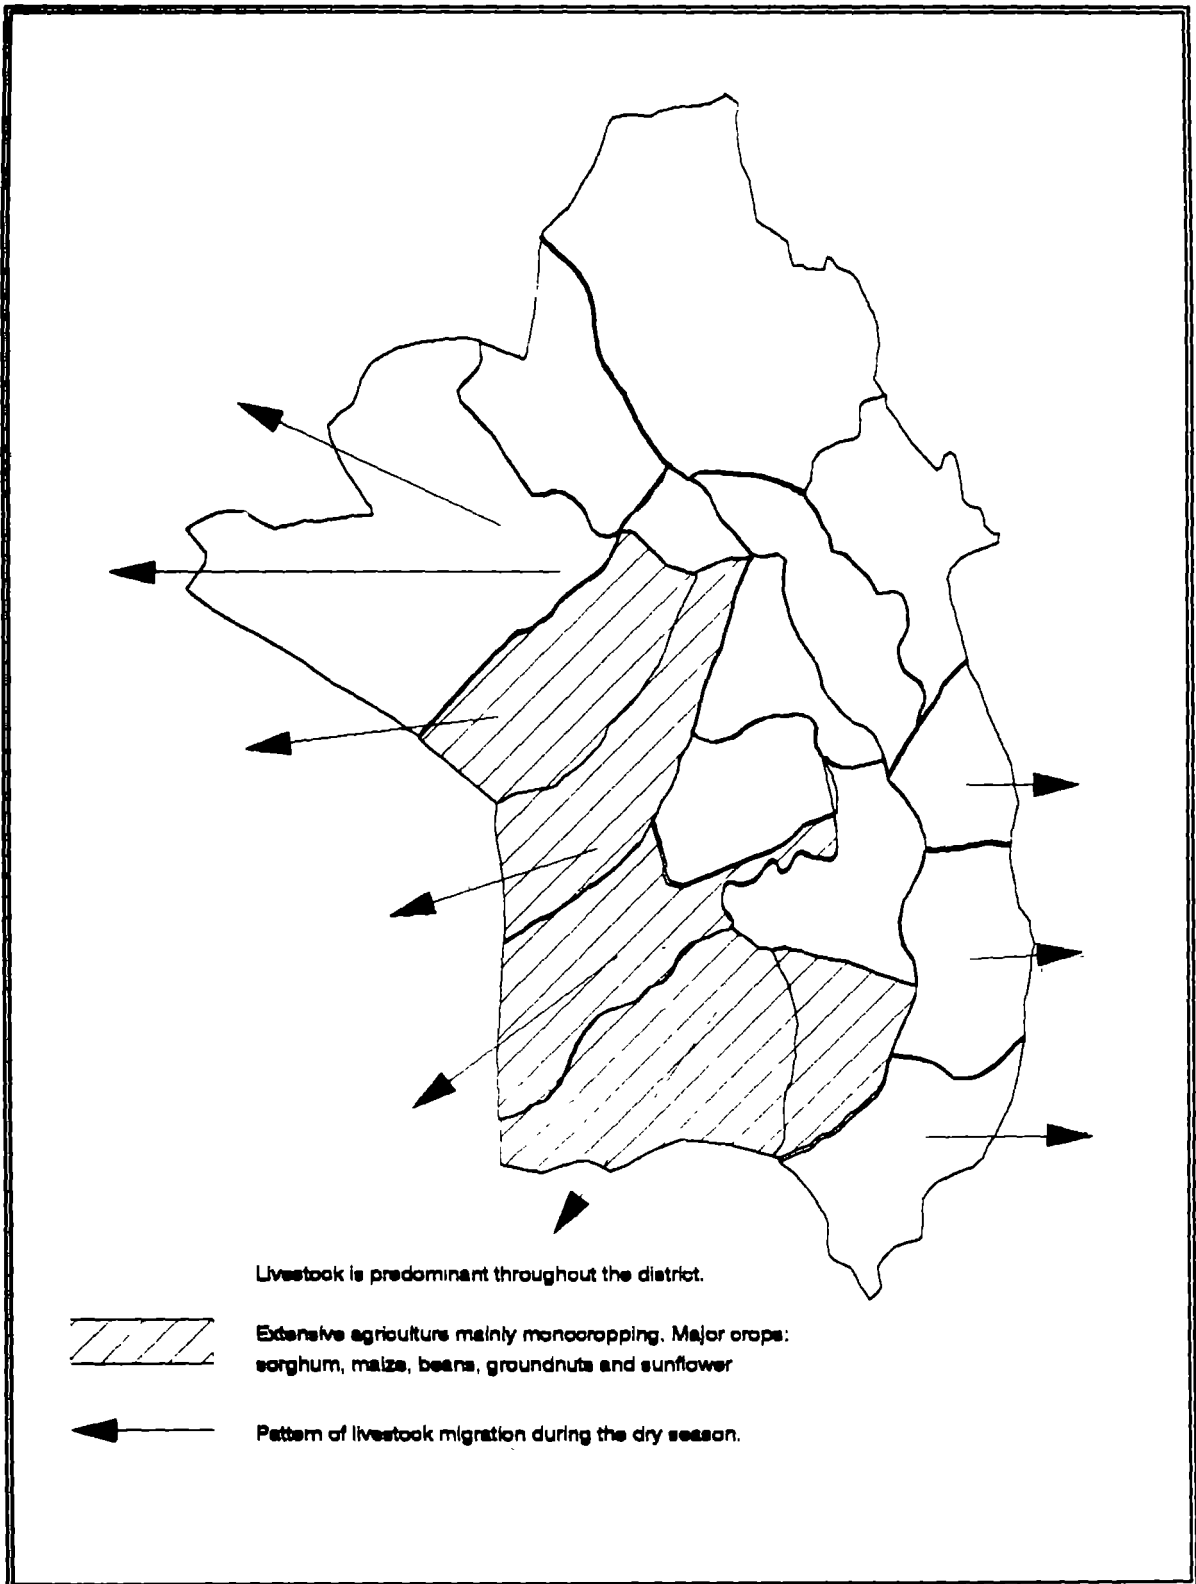 Livestock is predominant throughout the district.
Extensive agriculture mainly monocropping. Major crops:
sorghum, maize, beans, groundnuts and sunflower
Pattern of livestock migration during the dry season.